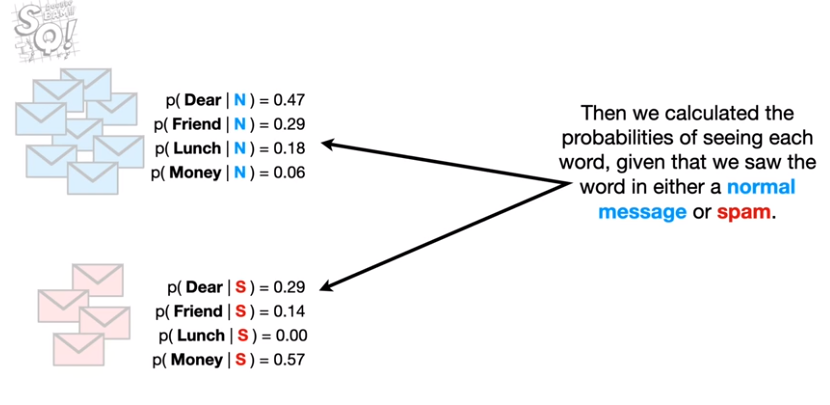 p( Dear | N ) = 0.47
p( Friend | N ) = 0.29
p( Lunch | N ) = 0.18
p( Money | N ) = 0.06
Then we calculated the
probabilities of seeing each
word, given that we saw the
word in either a normal
message or spam.
p( Dear | S ) = 0.29
p( Friend | S ) = 0.14
p( Lunch | S ) = 0.00
p( Money | S ) = 0.57